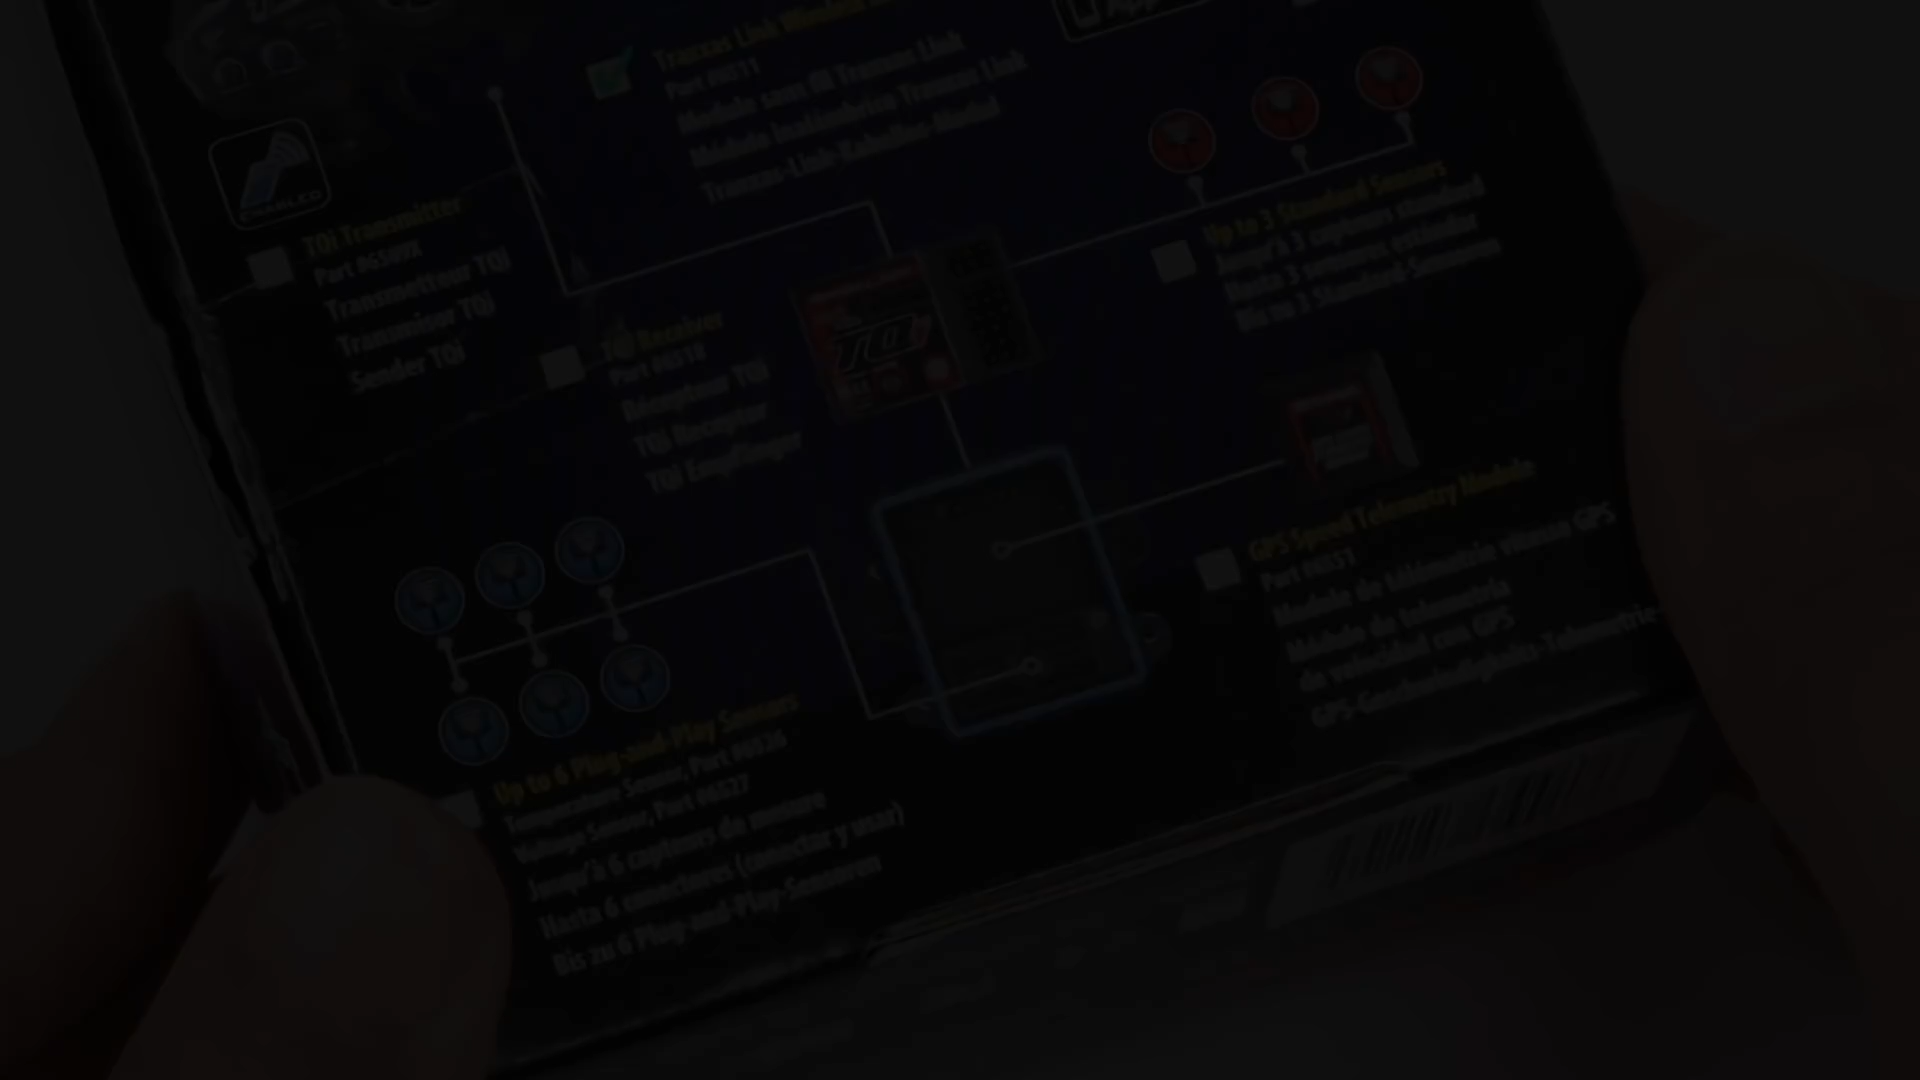 Traxxas Link Wireless
Part #6511
Module sans fil Traxxas Link
Módulo inalámbrico Traxxas Link
Traxxas-Link-Kabellos-Modul
App
ENABLED
TQi Transmitter
Part #6509X
Transmetteur TQi
Transmisor TQi
Sender TQi
TQi Receiver
Part #6518
Récepteur TQi
TQi Receptor
TQi Empfänger
TQi
Up to 3 Standard Sensors
Jusqu'à 3 capteurs standard
Hasta 3 sensores estándar
Bis zu 3 Standard-Sensoren
GPS Speed Telemetry Module
Part #6551
Module de télémétrie vitesse GPS
Módulo de telemetría
de velocidad con GPS
GPS-Geschwindigkeits-Telemetrie-
Up to 6 Plug-and-Play Sensors
Temperature Sensor, Part #6526
Voltage Sensor, Part #6527
Jusqu'à 6 capteurs de mesure
Hasta 6 conectores (conectar y usar)
Bis zu 6 Plug-and-Play-Sensoren